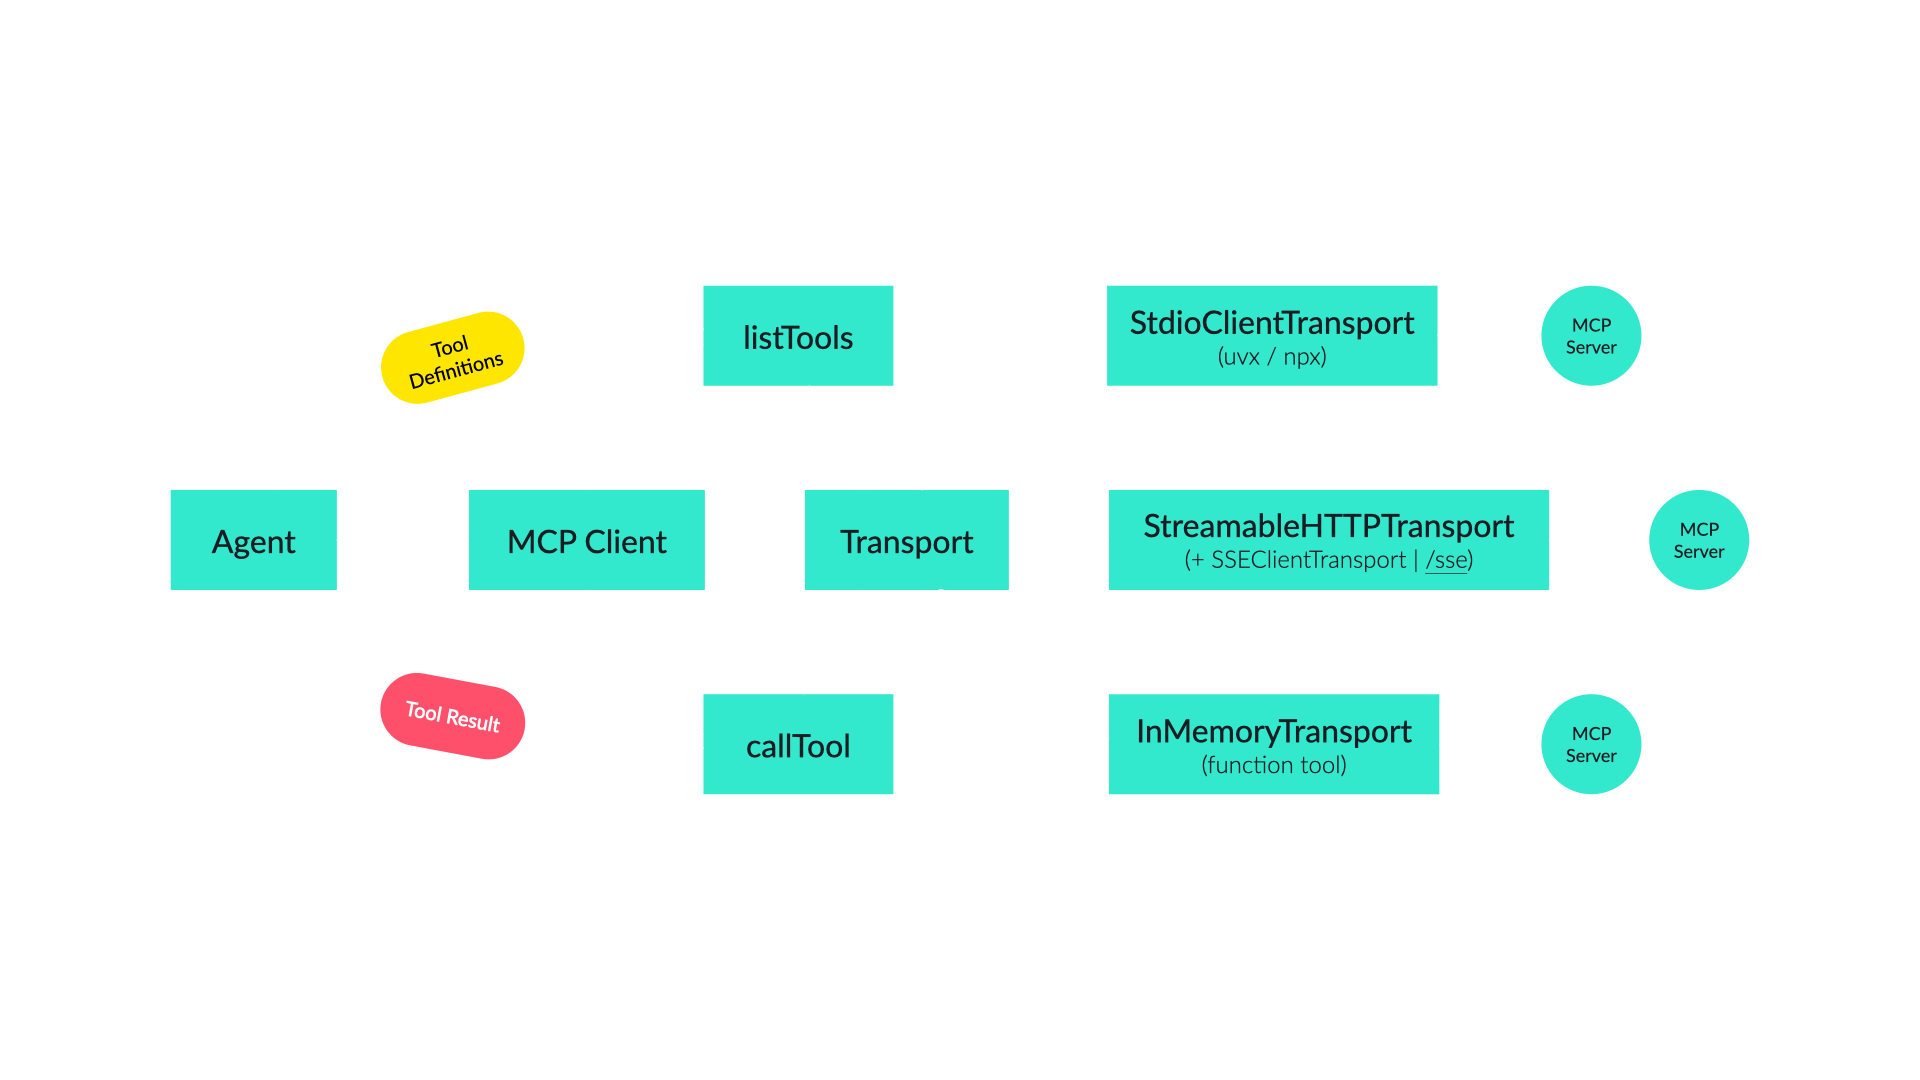 Tool
Definitions
listTools
StdioClientTransport
(uvx / npx)
MCP
Server
Agent
MCP Client
Transport
StreamableHTTPTransport
(+ SSEClientTransport | /sse)
MCP
Server
Tool Result
callTool
InMemoryTransport
(function tool)
MCP
Server